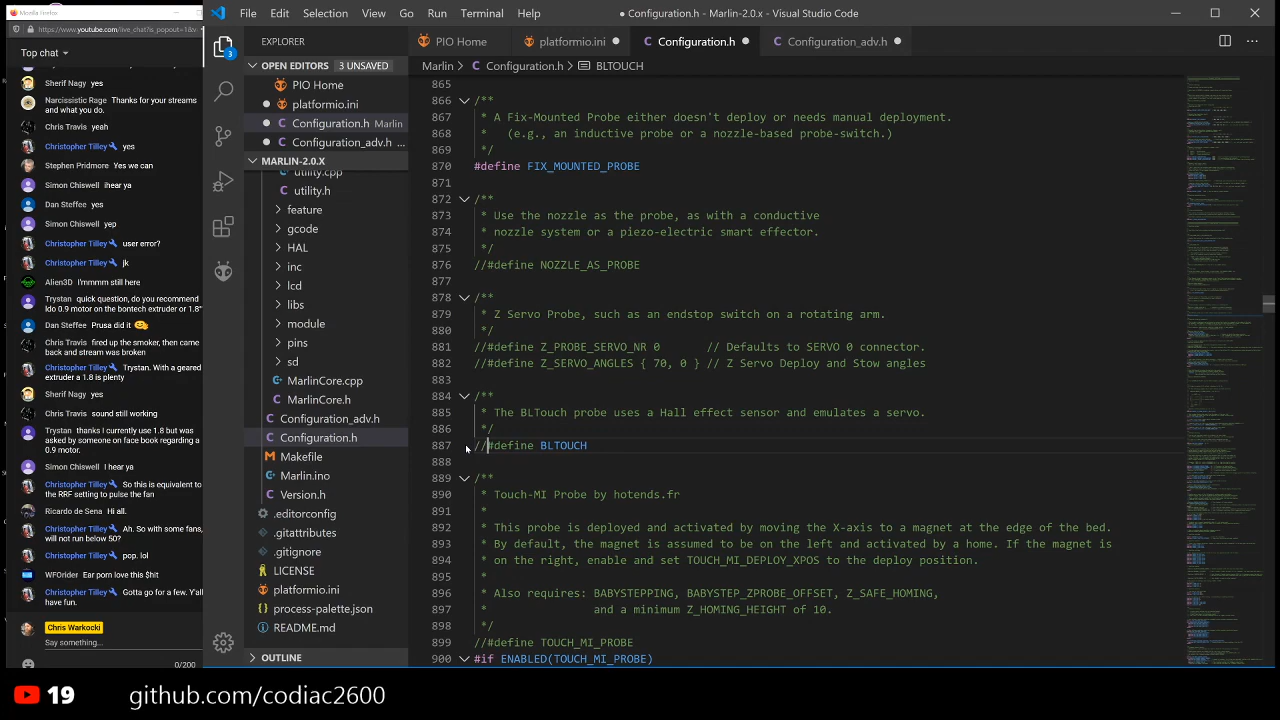 Mozilla Firefox
https://www.youtube.com/live_chat?is_popout=1&v
Top chat
Sherif Nagy yes
Narcissistic Rage Thanks for your streams
and what you do.
Chris Travis yeah
Christopher Tilley yes
Stephen Pridmore Yes we can
Simon Chiswell ihear ya
Dan Steffee yes
Simon Chiswell yep
Christopher Tilley user error?
Christopher Tilley jk
Alien3D I'mmmm still here
Trystan quick question, do you recommend
ldo 0.9 motor on the bontech extruder or 1.8"
Dan Steffee Prusa did it
Chris Travis fired up the smoker, then came
back and stream was broken
Christopher Tilley Trystan. With a geared
extruder a 1.8 is plenty
Sherif Nagy yes
Chris Travis sound still working
Trystan thanks I currently use 1.8 but was
asked by someone on face book regarding a
0.9 motor.
Simon Chiswell I hear ya
Christopher Tilley So this is equivalent to
the RRF setting to pulse the fan
Ricardo de Sena Hi all.
Christopher Tilley Ah. So with some fans,
will not run below 50?
Christopher Tilley pop. lol
WFOrider Ear porn love this $hit
Christopher Tilley Gotta go for a few. Y'all
have fun.
Chris Warkocki
Say something...
0/200
File Edit Selection View Go Run Help
● Configuration.h - Marlin-2.0.x - Visual Studio Code
EXPLORER
OPEN EDITORS 3 UNSAVED
PIO Home
platformio.ini
Configuration.h Marlin
Configuration_adv.h ...
MARLIN-2.0.X
utility.cpp
utility.h
feature
gcode
HAL
inc
lcd
libs
module
pins
sd
MarlinCore.cpp
MarlinCore.h
Configuration_adv.h
Configuration.h
Makefile
Marlin.ino
Version.h
.editorconfig
.gitattributes
.gitignore
LICENSE
platformio.ini
process-palette.json
README.md
OUTLINE
3
PIO Home platformio.ini Configuration.h Configuration_adv.h
Marlin > Configuration.h > BLTOUCH
865
866 /**
867 * Fix-Mounted Probe either doesn't deploy or needs manual deployment.
868 * (e.g., an inductive probe or a nozzle-based probe-switch.)
869 */
870 #define FIX_MOUNTED_PROBE
871
872 /**
873 * Use the nozzle as the probe, as with a conductive
874 * nozzle system or a piezo-electric smart effector.
875 */
876 //#define NOZZLE_AS_PROBE
877
878 /**
879 * Z Servo Probe, such as an endstop switch on a rotating arm.
880 */
881 //#define Z_PROBE_SERVO_NR 0 // Defaults to SERVO 0 connector.
882 //#define Z_SERVO_ANGLES { 70, 0 } // Z Servo Deploy and Stow angles
883
884 /**
885 * The BLTouch probe uses a Hall effect sensor and emulates a servo.
886 */
887 //#define BLTOUCH
888
889 /**
890 * Touch-MI Probe by hotends.fr
891 *
892 * This probe is deployed and activated by moving the X-axis to a magnet at the edge of the bed.
893 * By default, the magnet is assumed to be on the left and activated by a home. If the magnet is
894 * on the right, enable and set TOUCH_MI_DEPLOY_XPOS to the deploy position.
895 *
896 * Also requires: BABYSTEPPING, BABYSTEP_ZPROBE_OFFSET, Z_SAFE_HOMING,
897 * and a minimum Z_HOMING_HEIGHT of 10.
898 */
899 //#define TOUCH_MI_PROBE
#if ENABLED(TOUCH_MI_PROBE)
19 github.com/codiac2600